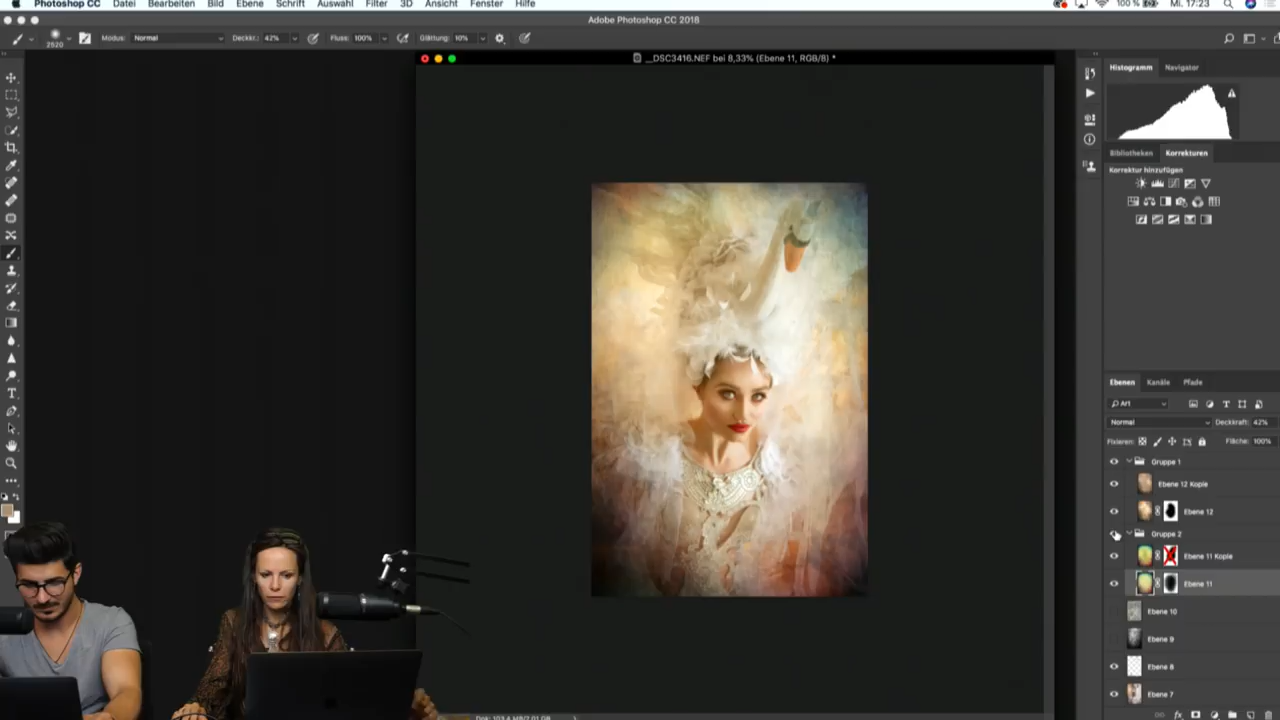 Photoshop CC Datei Bearbeiten Bild Ebene Schrift Auswahl Filter 3D Ansicht Fenster Hilfe 100 % Mi. 17:23
Adobe Photoshop CC 2018
2520 Modus: Normal Deckkr.: 42% Fluss: 100% Glättung: 10%
__DSC3416.NEF bei 8,33% (Ebene 11, RGB/8) *
Histogramm Navigator
Bibliotheken Korrekturen
Korrektur hinzufügen
Ebenen Kanäle Pfade
Art
Normal Deckkraft: 42%
Fixieren: Fläche: 100%
Gruppe 1
Ebene 12 Kopie
Ebene 12
Gruppe 2
Ebene 11 Kopie
Ebene 11
Ebene 10
Ebene 9
Ebene 8
Ebene 7